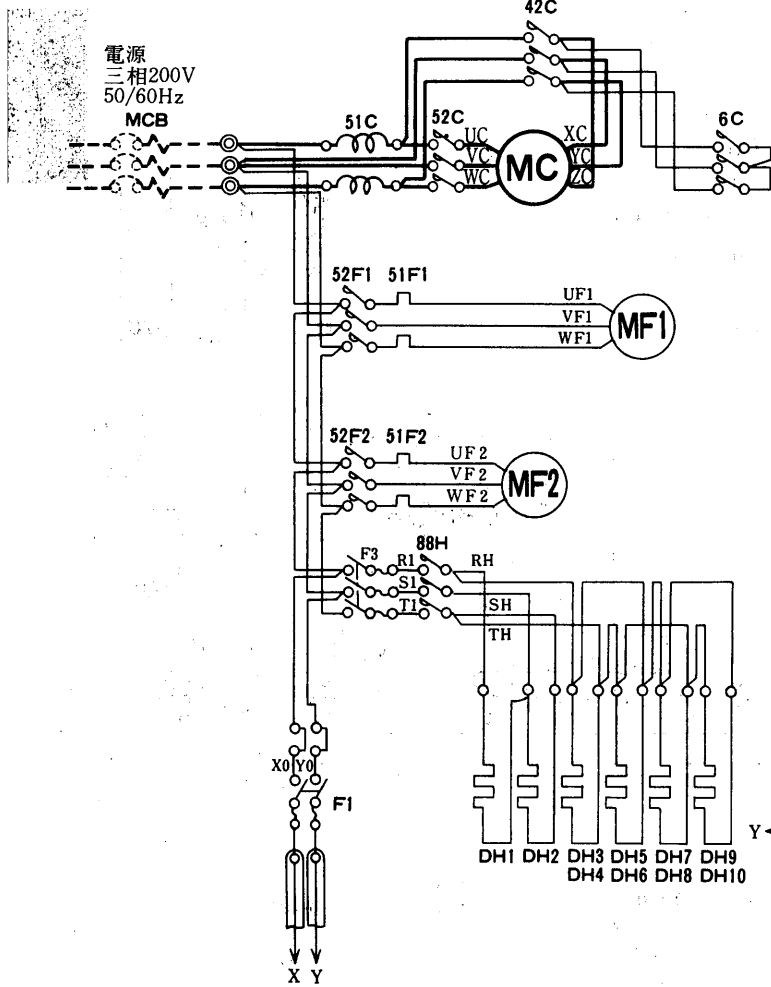 42C
電源
三相200V
50/60Hz
MCB
51C
52C
UC
VC
WC
MC
XC
YC
ZC
6C
52F1
51F1
UF1
VF1
WF1
MF1
52F2
51F2
UF2
VF2
WF2
MF2
F3
R1
S1
T1
88H
RH
SH
TH
X0
Y0
F1
DH1
DH2
DH3
DH4
DH5
DH6
DH7
DH8
DH9
DH10
Y
X
Y